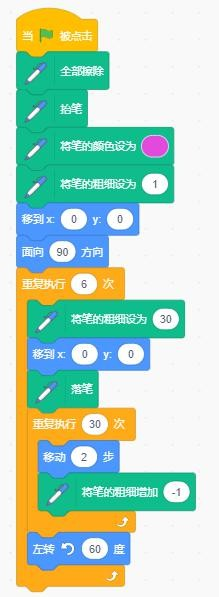 当 被点击
全部擦除
抬笔
将笔的颜色设为
将笔的粗细设为 1
移到 x: 0 y: 0
面向 90 方向
重复执行 6 次
将笔的粗细设为 30
移到 x: 0 y: 0
落笔
重复执行 30 次
移动 2 步
将笔的粗细增加 -1
左转 60 度